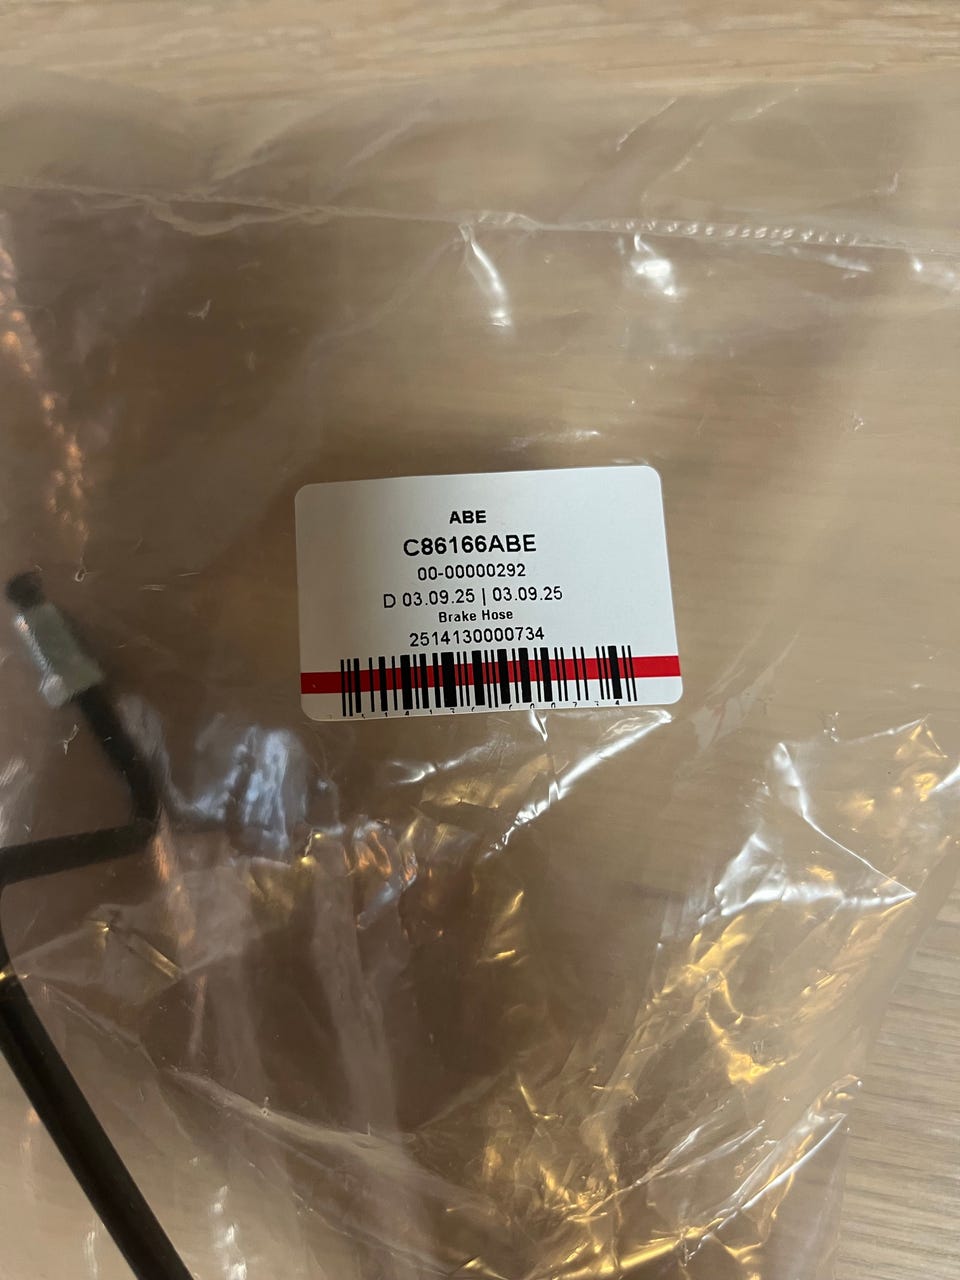 ABE
C86166ABE
00-00000292
D 03.09.25 | 03.09.25
Brake Hose
2514130000734